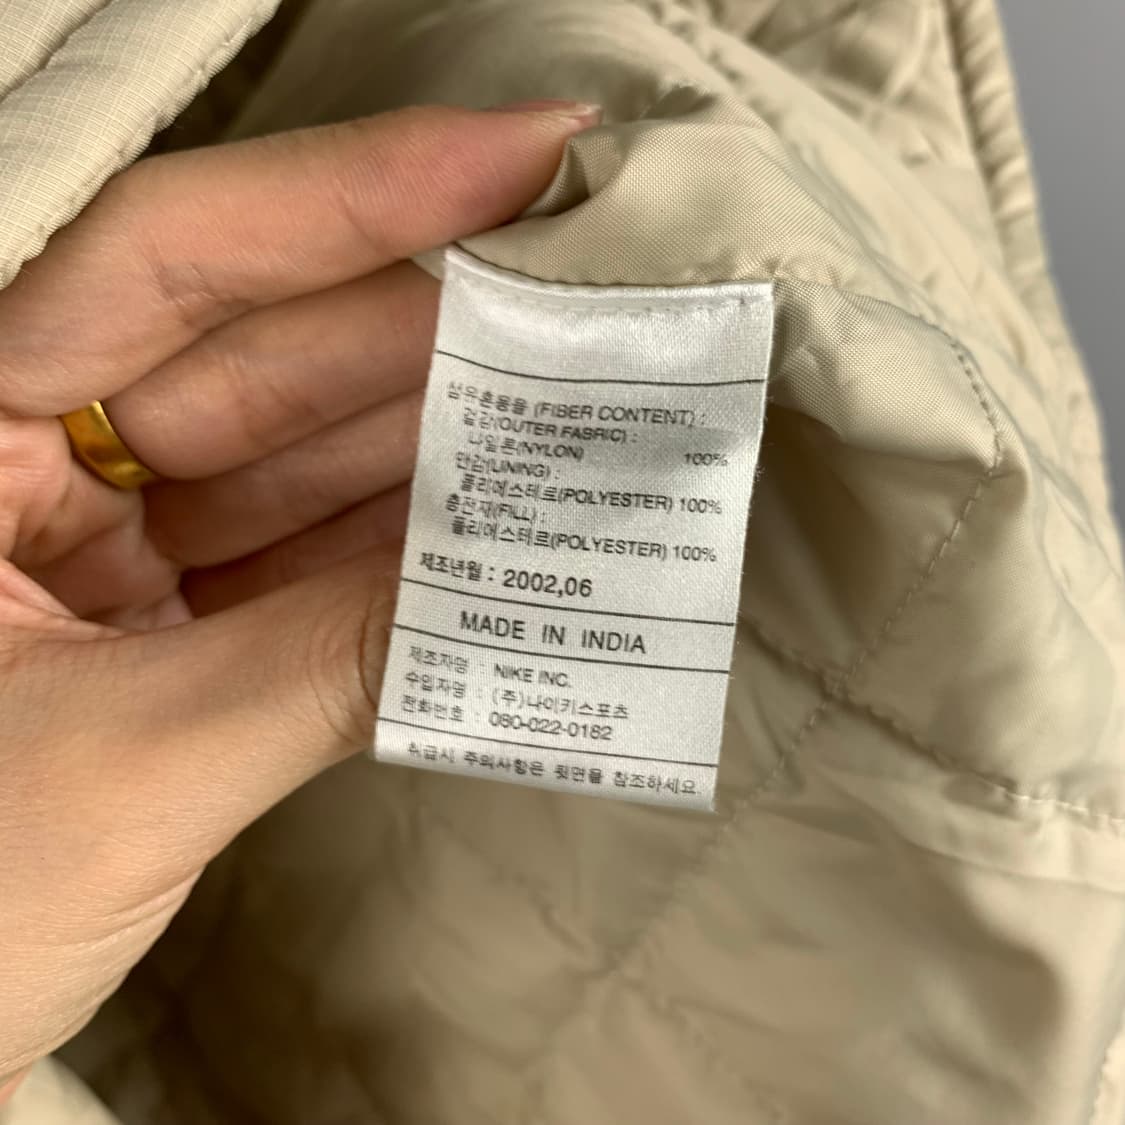 섬유혼용율 (FIBER CONTENT) :
겉감(OUTER FABRIC) :
나일론(NYLON) 100%
안감(LINING) :
폴리에스테르(POLYESTER) 100%
충전재(FILL) :
폴리에스테르(POLYESTER) 100%
제조년월 : 2002,06
MADE IN INDIA
제조자명 : NIKE INC.
수입자명 : (주)나이키스포츠
전화번호 : 080-022-0182
취급시 주의사항은 뒷면을 참조하세요.